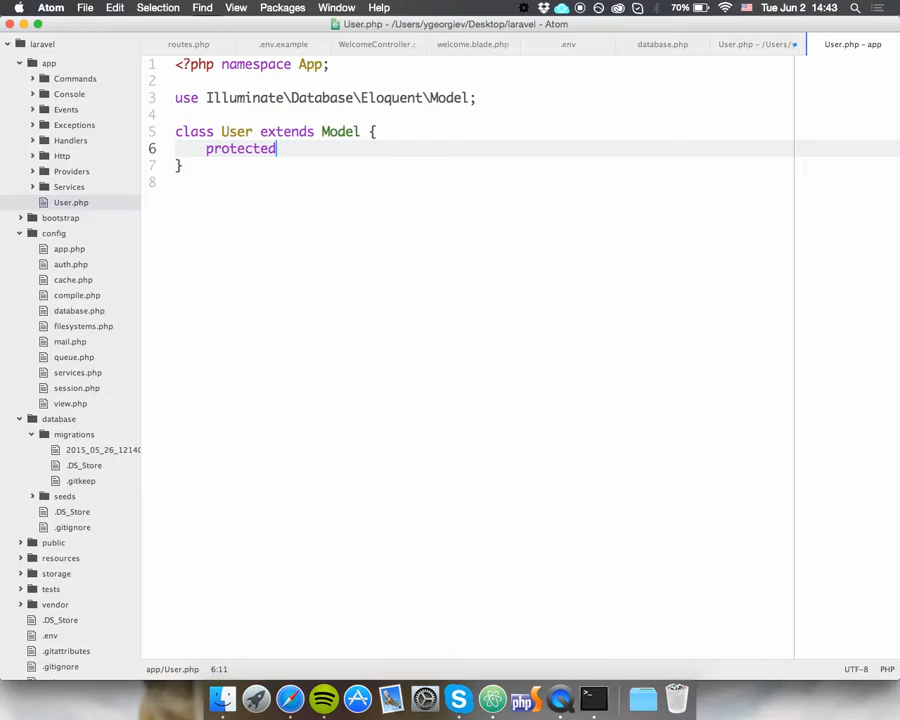 Atom File Edit Selection View Find Packages Window Help 70% Tue Jun 2 14:43
User.php - /Users/ygeorgiev/Desktop/laravel - Atom
laravel
app
Commands
Console
Events
Exceptions
Handlers
Http
Providers
Services
User.php
bootstrap
config
app.php
auth.php
cache.php
compile.php
database.php
filesystems.php
mail.php
queue.php
services.php
session.php
view.php
database
migrations
2015_05_26_12140
.DS_Store
.gitkeep
seeds
.DS_Store
.gitignore
public
resources
storage
tests
vendor
.DS_Store
.env
.gitattributes
.gitignore
routes.php .env.example WelcomeController. welcome.blade.php .env database.php User.php - /Users/ User.php - app
1 <?php namespace App;
2
3 use Illuminate\Database\Eloquent\Model;
4
5 class User extends Model {
6 protected
7 }
8
app/User.php 6:11 UTF-8 PHP
php